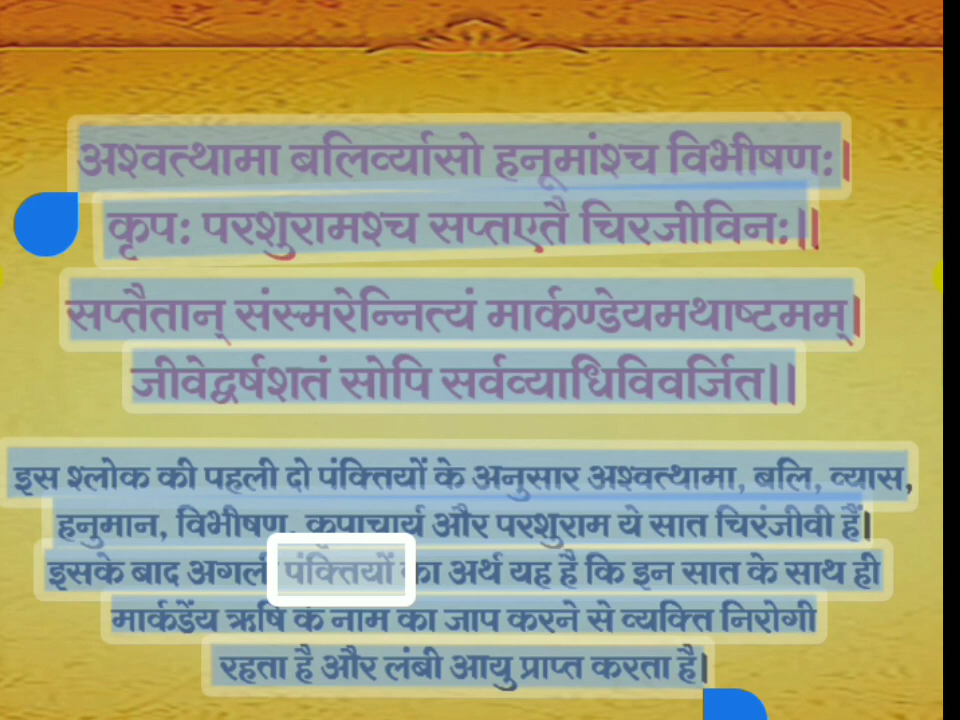 अश्वत्थामा बलिर्व्यासो हनूमांश्च विभीषण:।
कृप: परशुरामश्च सप्तएतै चिरजीविन:।।
सप्तैतान् संस्मरेन्नित्यं मार्कण्डेयमथाष्टमम्।
जीवेद्वर्षशतं सोपि सर्वव्याधिविवर्जित।।
इस श्लोक की पहली दो पंक्तियों के अनुसार अश्वत्थामा, बलि, व्यास,
हनुमान, विभीषण, कृपाचार्य और परशुराम ये सात चिरंजीवी हैं।
इसके बाद अगली पंक्तियों का अर्थ यह है कि इन सात के साथ ही
मार्कडेंय ऋषि के नाम का जाप करने से व्यक्ति निरोगी
रहता है और लंबी आयु प्राप्त करता है।